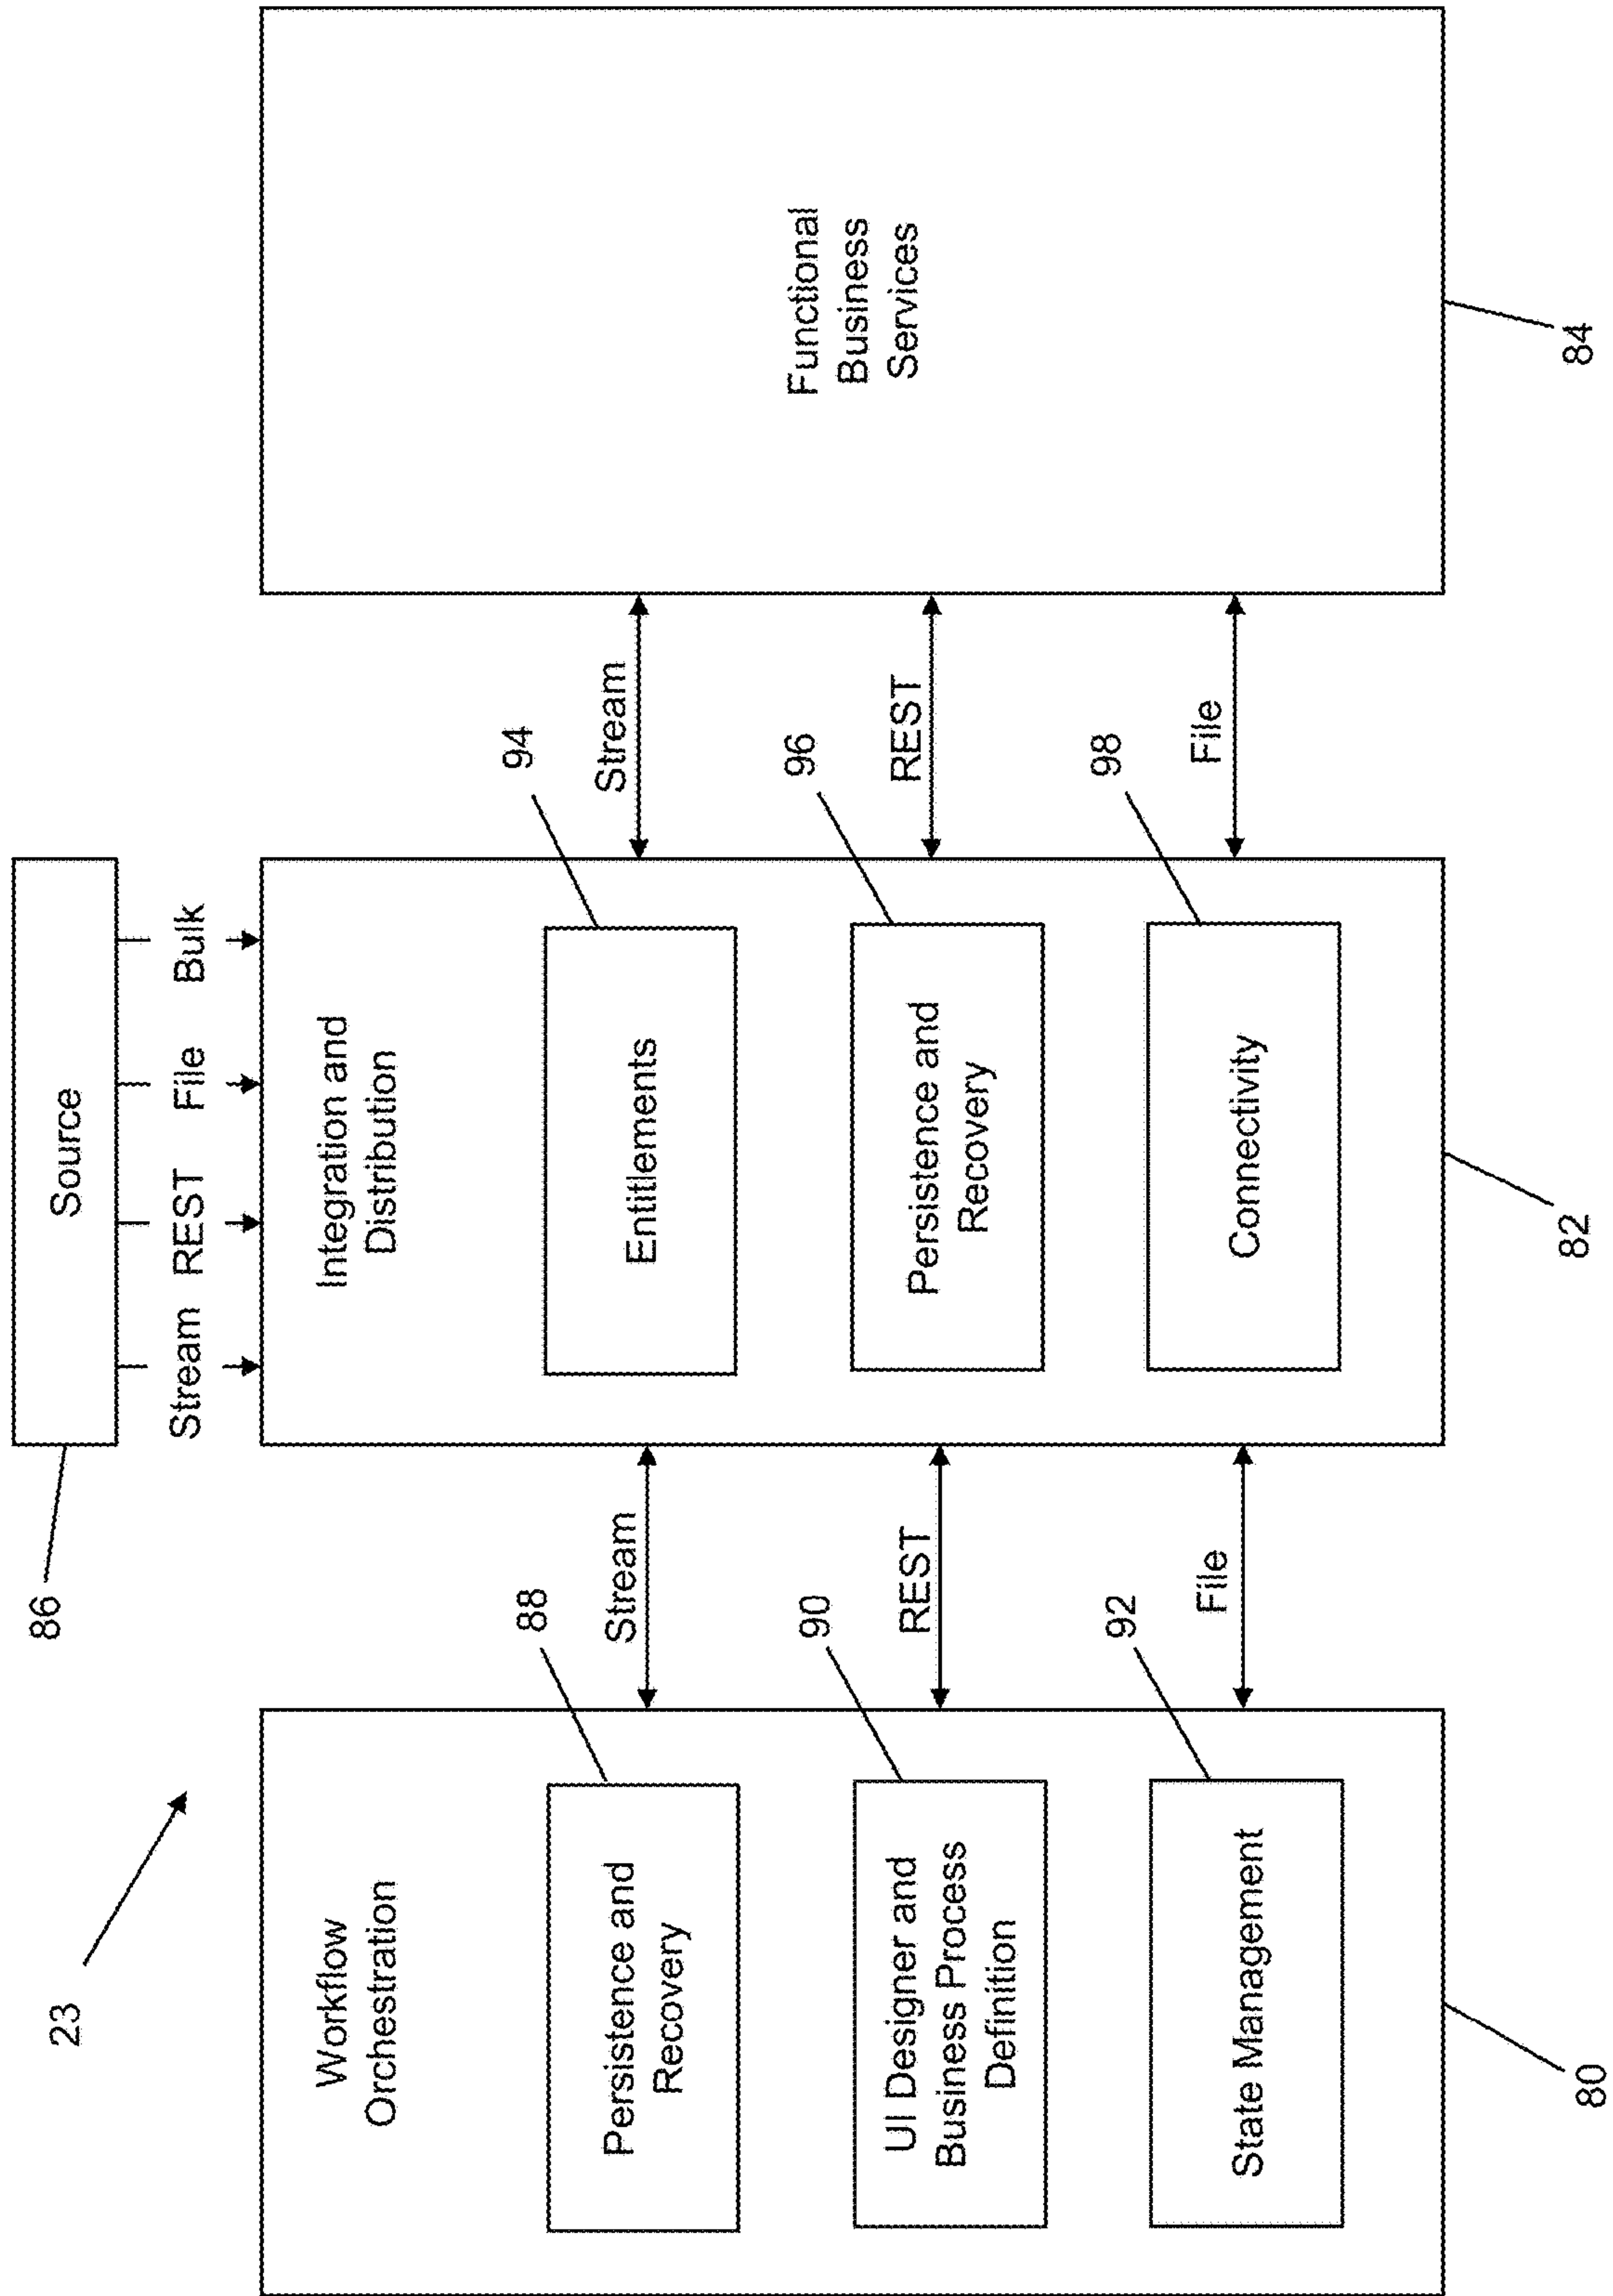 23
86
Source
Stream
REST
File
Bulk
Workflow
Orchestration
88
Persistence and
Recovery
90
UI Designer and
Business Process
Definition
92
State Management
80
Stream
REST
File
Integration and
Distribution
94
Entitlements
96
Persistence and
Recovery
98
Connectivity
82
Stream
REST
File
Functional
Business
Services
84